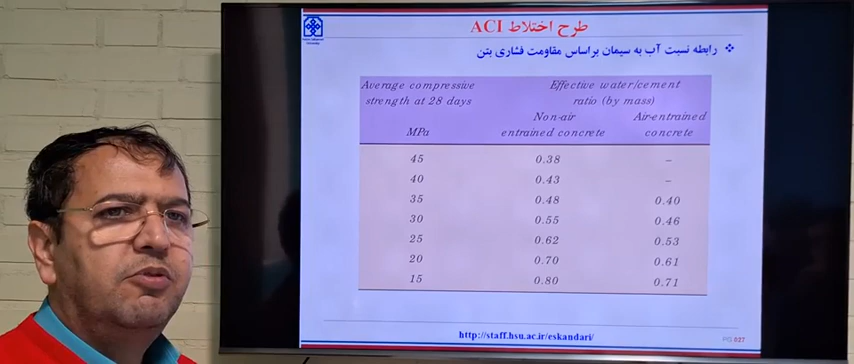 طرح اختلاط ACI
❖ رابطه نسبت آب به سیمان براساس مقاومت فشاری بتن
Average compressive strength at 28 days
MPa
Effective water/cement ratio (by mass)
Non-air entrained concrete
Air-entrained concrete
45 0.38 –
40 0.43 –
35 0.48 0.40
30 0.55 0.46
25 0.62 0.53
20 0.70 0.61
15 0.80 0.71
http://staff.hsu.ac.ir/eskandari/
PG 027